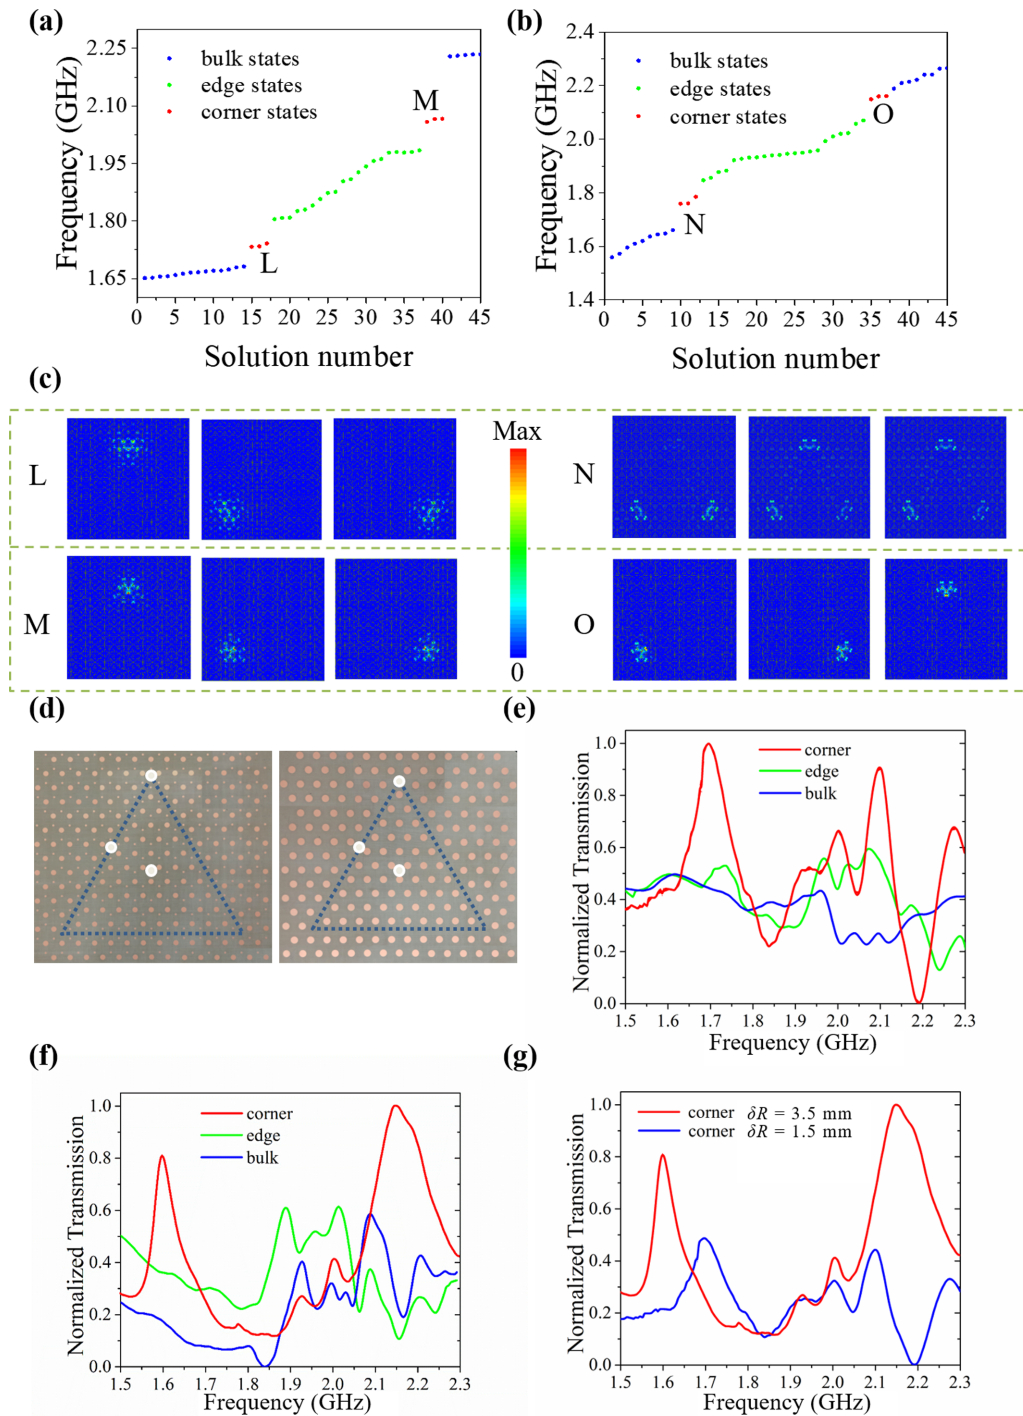 (a)
Frequency (GHz)
2.25
2.10
1.95
1.80
1.65
bulk states
edge states
corner states
M
L
0 5 10 15 20 25 30 35 40 45
Solution number
(b)
Frequency (GHz)
2.4
2.2
2.0
1.8
1.6
1.4
bulk states
edge states
corner states
O
N
0 5 10 15 20 25 30 35 40 45
Solution number
(c)
L
Max
N
M
0
O
(d)
(e)
Normalized Transmission
1.0
0.8
0.6
0.4
0.2
0.0
corner
edge
bulk
1.5 1.6 1.7 1.8 1.9 2.0 2.1 2.2 2.3
Frequency (GHz)
(f)
Normalized Transmission
1.0
0.8
0.6
0.4
0.2
0.0
corner
edge
bulk
1.5 1.6 1.7 1.8 1.9 2.0 2.1 2.2 2.3
Frequency (GHz)
(g)
Normalized Transmission
1.0
0.8
0.6
0.4
0.2
0.0
corner δR = 3.5 mm
corner δR = 1.5 mm
1.5 1.6 1.7 1.8 1.9 2.0 2.1 2.2 2.3
Frequency (GHz)